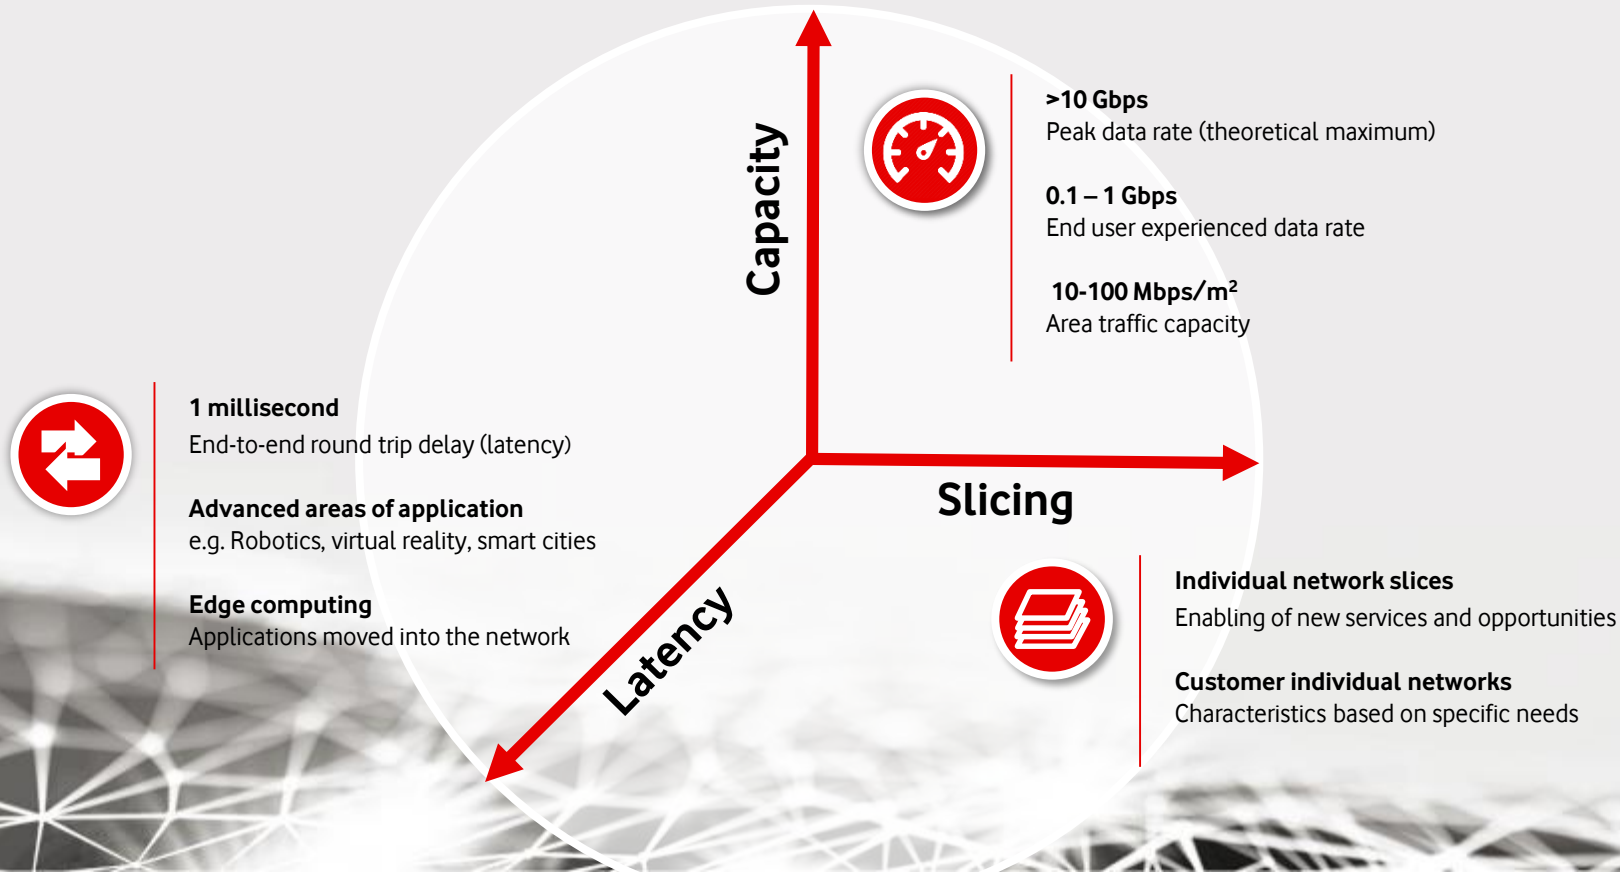 Capacity
>10 Gbps
Peak data rate (theoretical maximum)
0.1 – 1 Gbps
End user experienced data rate
10-100 Mbps/m²
Area traffic capacity
1 millisecond
End-to-end round trip delay (latency)
Advanced areas of application
e.g. Robotics, virtual reality, smart cities
Edge computing
Applications moved into the network
Latency
Slicing
Individual network slices
Enabling of new services and opportunities
Customer individual networks
Characteristics based on specific needs